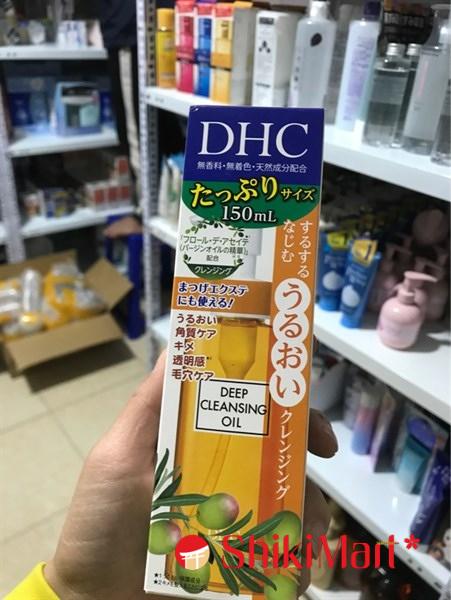 DHC
無香料・無着色・天然成分配合
たっぷりサイズ
150mL
「フロール・デ・アセイテ
(バージンオイルの精華)」
配合
クレンジング
まつげエクステ
にも使える!
うるおい
角質ケア
キメ
透明感
毛穴ケア
するする
なじむ
うるおい
クレンジング
DEEP
CLEANSING
OIL
ShikiMart*